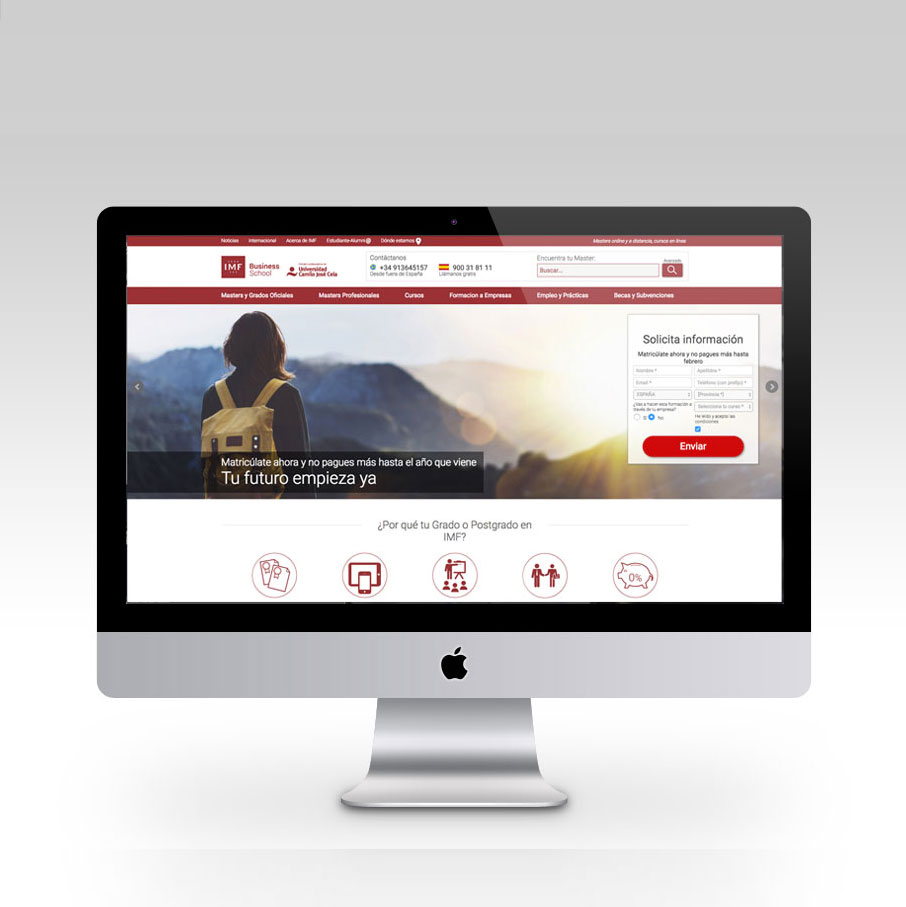 Noticias Internacional Acerca de IMF Estudiante-Alumni Dónde estamos Masters online y a distancia, cursos en línea
IMF Business School
Universidad Camilo José Cela
Contáctanos
+34 913645157
Desde fuera de España
900 31 81 11
Llámanos gratis
Encuentra tu Master: Avanzado
Buscar...
Masters y Grados Oficiales Masters Profesionales Cursos Formacion a Empresas Empleo y Prácticas Becas y Subvenciones
Solicita información
Matricúlate ahora y no pagues más hasta
febrero
Nombre * Apellidos *
Email * Teléfono (con prefijo) *
ESPAÑA [Provincia *]
¿Vas a hacer esta formación a
través de tu empresa?
Si No
Selecciona tu curso *
He leído y acepto las
condiciones
Enviar
Matricúlate ahora y no pagues más hasta el año que viene
Tu futuro empieza ya
¿Por qué tu Grado o Postgrado en
IMF?
0%